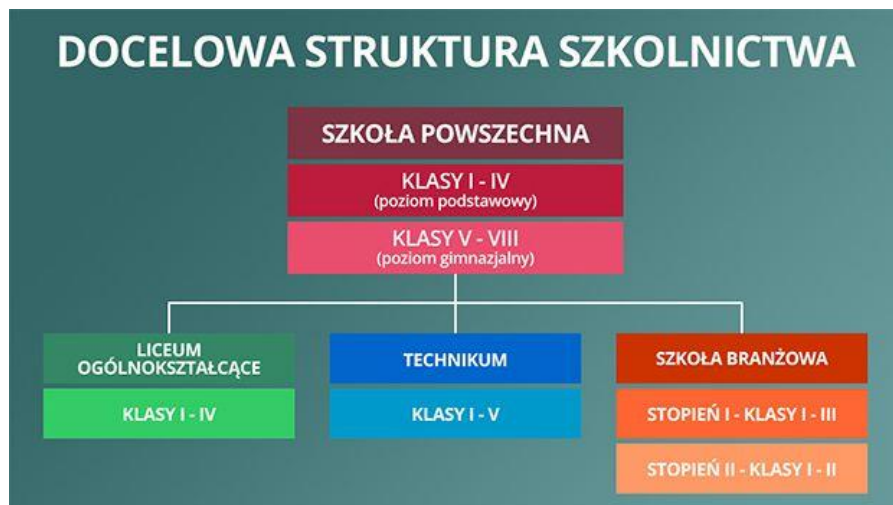 DOCELOWA STRUKTURA SZKOLNICTWA
SZKOŁA POWSZECHNA
KLASY I - IV
(poziom podstawowy)
KLASY V - VIII
(poziom gimnazjalny)
LICEUM
OGÓLNOKSZTAŁCĄCE
KLASY I - IV
TECHNIKUM
KLASY I - V
SZKOŁA BRANŻOWA
STOPIEŃ I - KLASY I - III
STOPIEŃ II - KLASY I - II